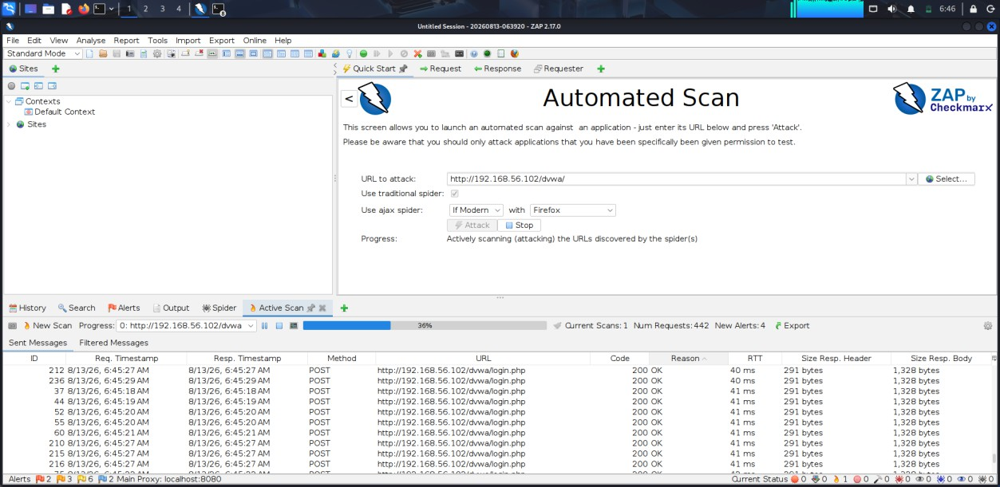 1 2 3 4 6:46
Untitled Session - 20260813-063920 - ZAP 2.17.0
File Edit View Analyse Report Tools Import Export Online Help
Standard Mode
Sites
Quick Start Request Response Requester
Contexts
Default Context
Sites
< Automated Scan ZAP by Checkmarx
This screen allows you to launch an automated scan against an application - just enter its URL below and press 'Attack'.
Please be aware that you should only attack applications that you have been specifically been given permission to test.
URL to attack: http://192.168.56.102/dvwa/ Select...
Use traditional spider:
Use ajax spider: If Modern with Firefox
Attack Stop
Progress: Actively scanning (attacking) the URLs discovered by the spider(s)
History Search Alerts Output Spider Active Scan
New Scan Progress: 0: http://192.168.56.102/dvwa 36% Current Scans: 1 Num Requests: 442 New Alerts: 4 Export
Sent Messages Filtered Messages
ID Req. Timestamp Resp. Timestamp Method URL Code Reason RTT Size Resp. Header Size Resp. Body
212 8/13/26, 6:45:27 AM 8/13/26, 6:45:27 AM POST http://192.168.56.102/dvwa/login.php 200 OK 40 ms 291 bytes 1,328 bytes
236 8/13/26, 6:45:29 AM 8/13/26, 6:45:29 AM POST http://192.168.56.102/dvwa/login.php 200 OK 40 ms 291 bytes 1,328 bytes
37 8/13/26, 6:45:18 AM 8/13/26, 6:45:18 AM POST http://192.168.56.102/dvwa/login.php 200 OK 41 ms 291 bytes 1,328 bytes
44 8/13/26, 6:45:19 AM 8/13/26, 6:45:19 AM POST http://192.168.56.102/dvwa/login.php 200 OK 41 ms 291 bytes 1,328 bytes
52 8/13/26, 6:45:20 AM 8/13/26, 6:45:20 AM POST http://192.168.56.102/dvwa/login.php 200 OK 41 ms 291 bytes 1,328 bytes
55 8/13/26, 6:45:20 AM 8/13/26, 6:45:20 AM POST http://192.168.56.102/dvwa/login.php 200 OK 41 ms 291 bytes 1,328 bytes
60 8/13/26, 6:45:21 AM 8/13/26, 6:45:21 AM POST http://192.168.56.102/dvwa/login.php 200 OK 41 ms 291 bytes 1,328 bytes
210 8/13/26, 6:45:27 AM 8/13/26, 6:45:27 AM POST http://192.168.56.102/dvwa/login.php 200 OK 41 ms 291 bytes 1,328 bytes
215 8/13/26, 6:45:27 AM 8/13/26, 6:45:27 AM POST http://192.168.56.102/dvwa/login.php 200 OK 41 ms 291 bytes 1,328 bytes
216 8/13/26, 6:45:27 AM 8/13/26, 6:45:27 AM POST http://192.168.56.102/dvwa/login.php 200 OK 41 ms 291 bytes 1,328 bytes
Alerts 2 3 6 2 Main Proxy: localhost:8080 Current Status 0 0 1 0 0 0 0 0 0 0